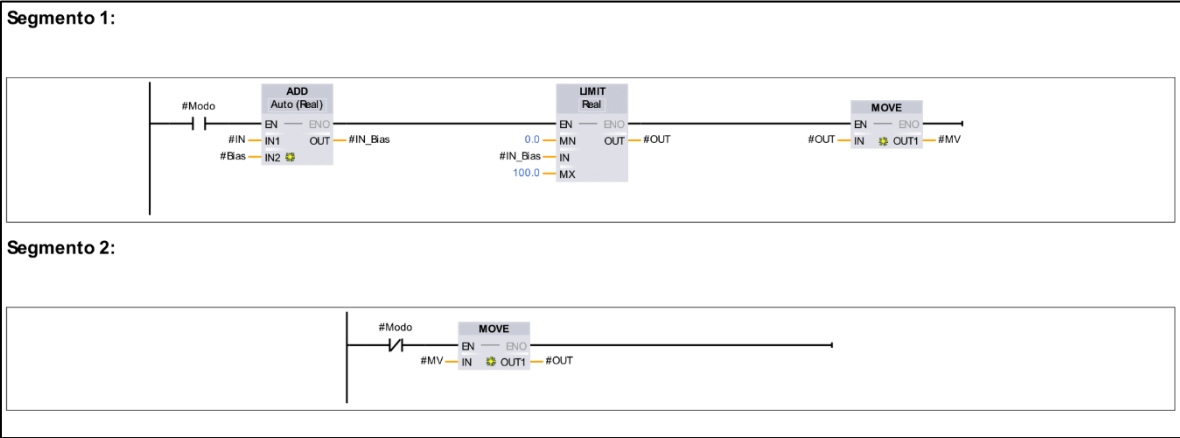 Segmento 1:
ADD
Auto (Real)
LIMIT
Real
#Modo
MOVE
EN ENO
EN ENO
EN ENO
#IN IN1 OUT #IN_Bias
0.0 MN OUT #OUT
#OUT IN OUT1 #MV
#Bias IN2
#IN_Bias IN
100.0 MX
Segmento 2:
#Modo
MOVE
EN ENO
#MV IN OUT1 #OUT